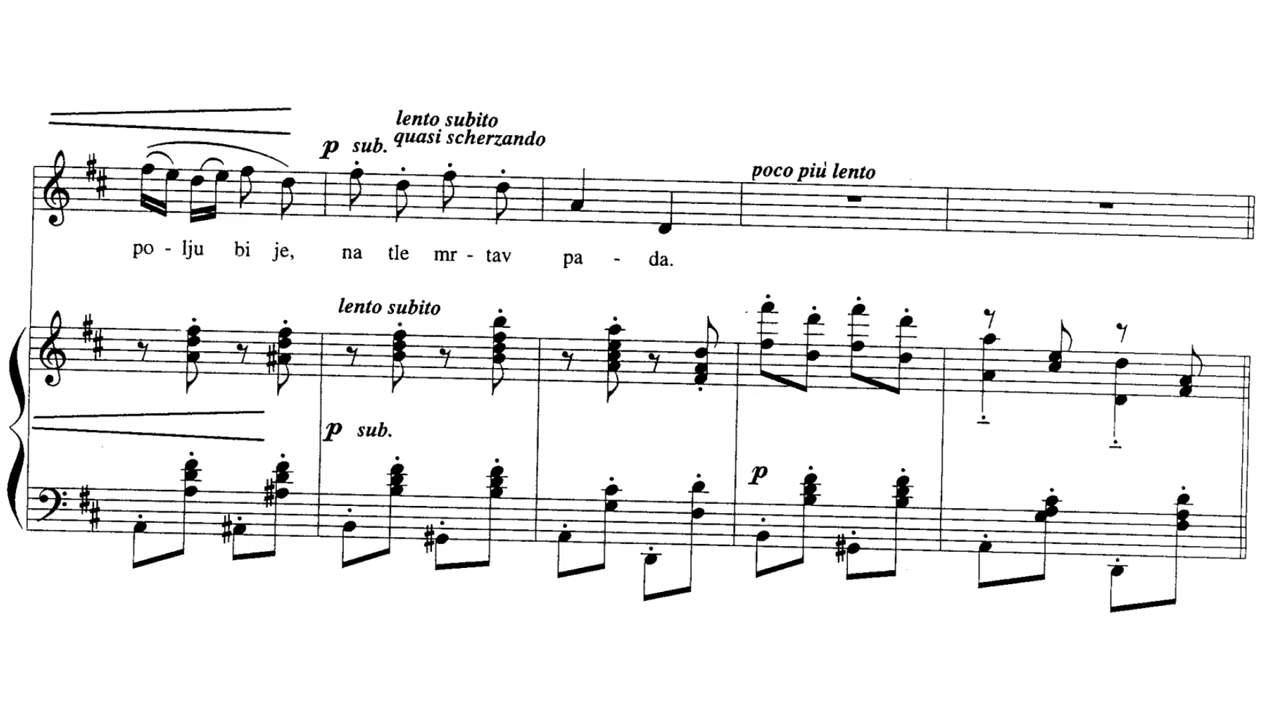 lento subito
p sub. quasi scherzando
poco più lento
po - lju bi je, na tle mr - tav pa - da.
lento subito
p sub.
p